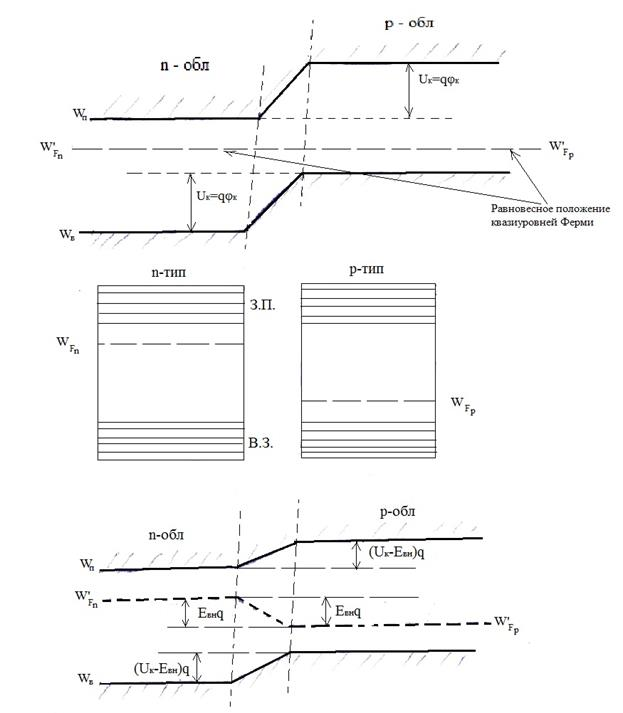 p - обл
n - обл
Uк=qφк
Wп
W'Fn
W'Fp
Uк=qφк
Равновесное положение
квазиуровней Ферми
Wв
n-тип
p-тип
З.П.
WFn
WFp
В.З.
p-обл
n-обл
Wп
(Uк-Eвн)q
W'Fn
Eвнq
Eвнq
W'Fp
(Uк-Eвн)q
Wв